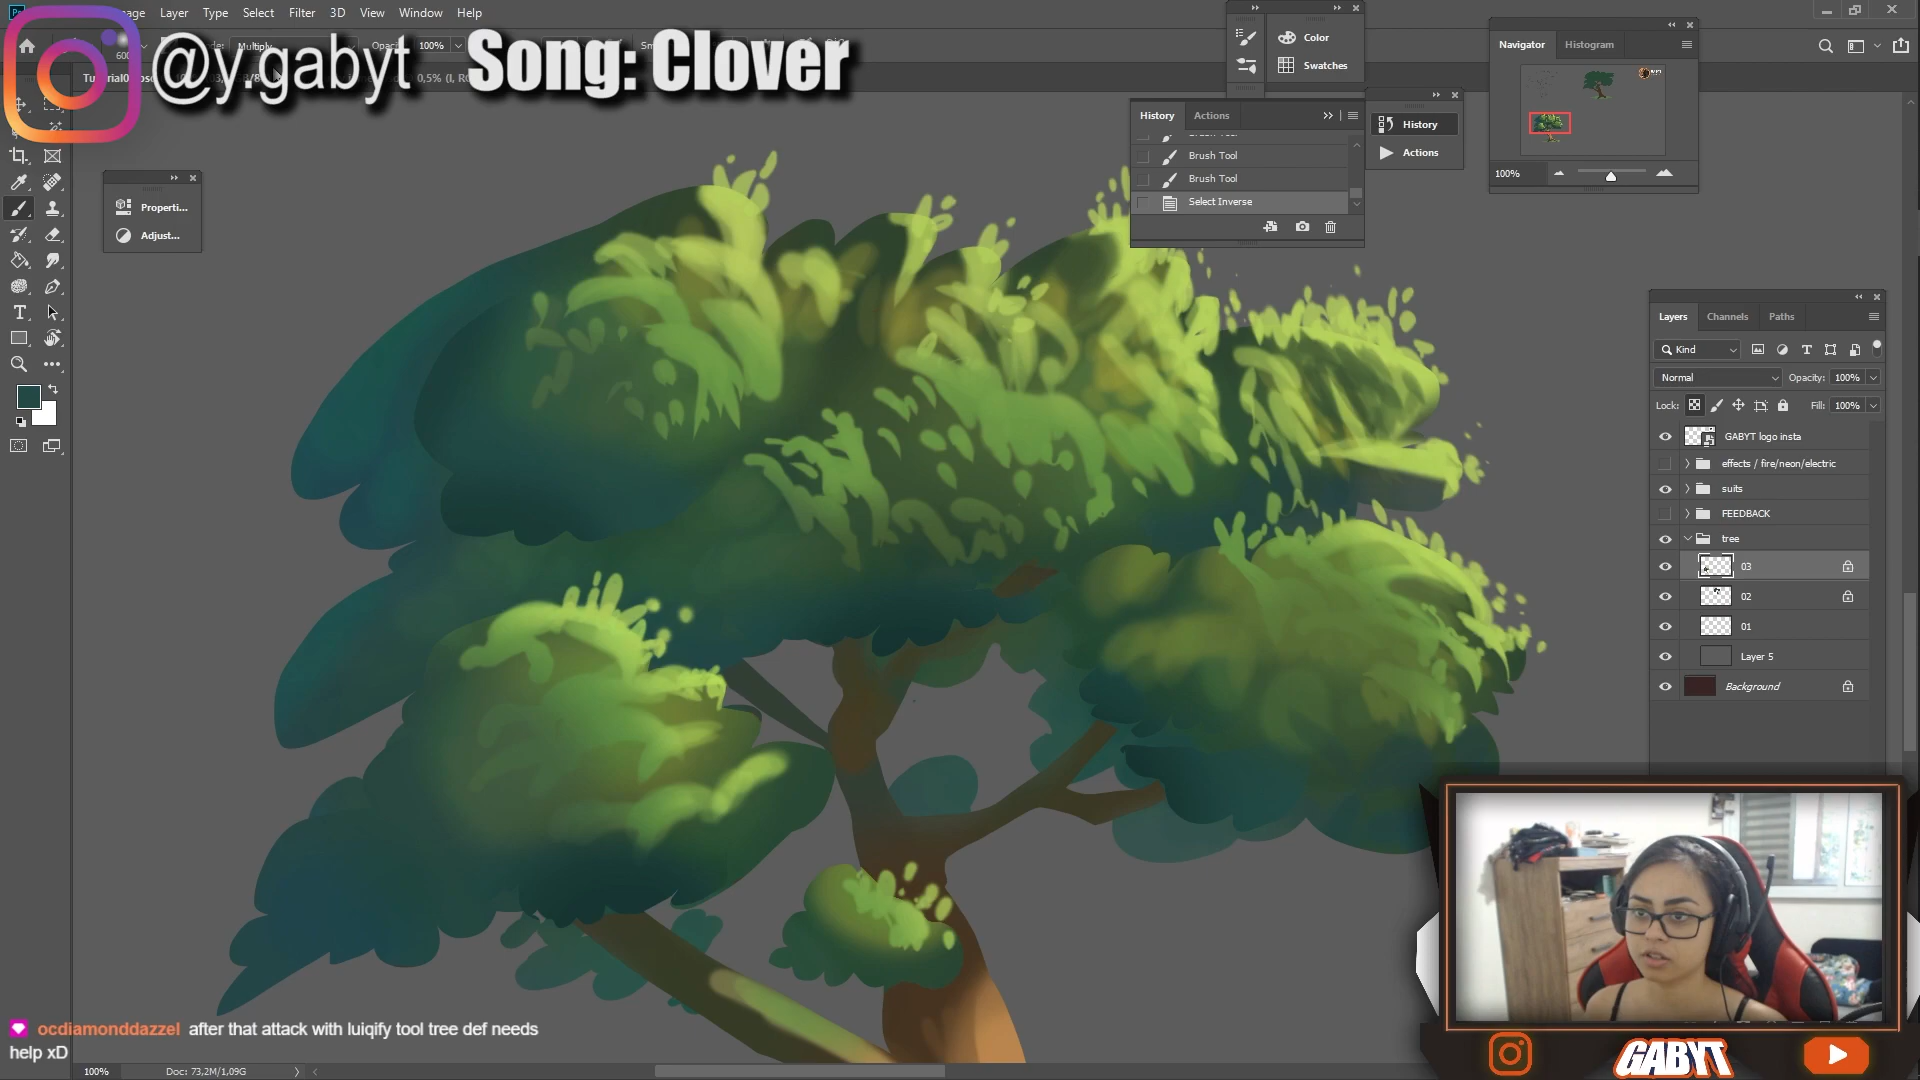 Ps
age
Layer
Type
Select
Filter
3D
View
Window
Help
@y.gabyt
Song: Clover
600
Multiply
100%
Color
Swatches
Navigator
Histogram
100%
History
Actions
Brush Tool
Brush Tool
Select Inverse
History
Actions
Properti...
Adjust...
Layers
Channels
Paths
Kind
Normal
Opacity: 100%
Lock:
Fill: 100%
GABYT logo insta
effects / fire/neon/electric
suits
FEEDBACK
tree
03
02
01
Layer 5
Background
ocdiamonddazzel after that attack with luiqify tool tree def needs
help xD
100%
Doc: 73,2M/1,09G
GABYT